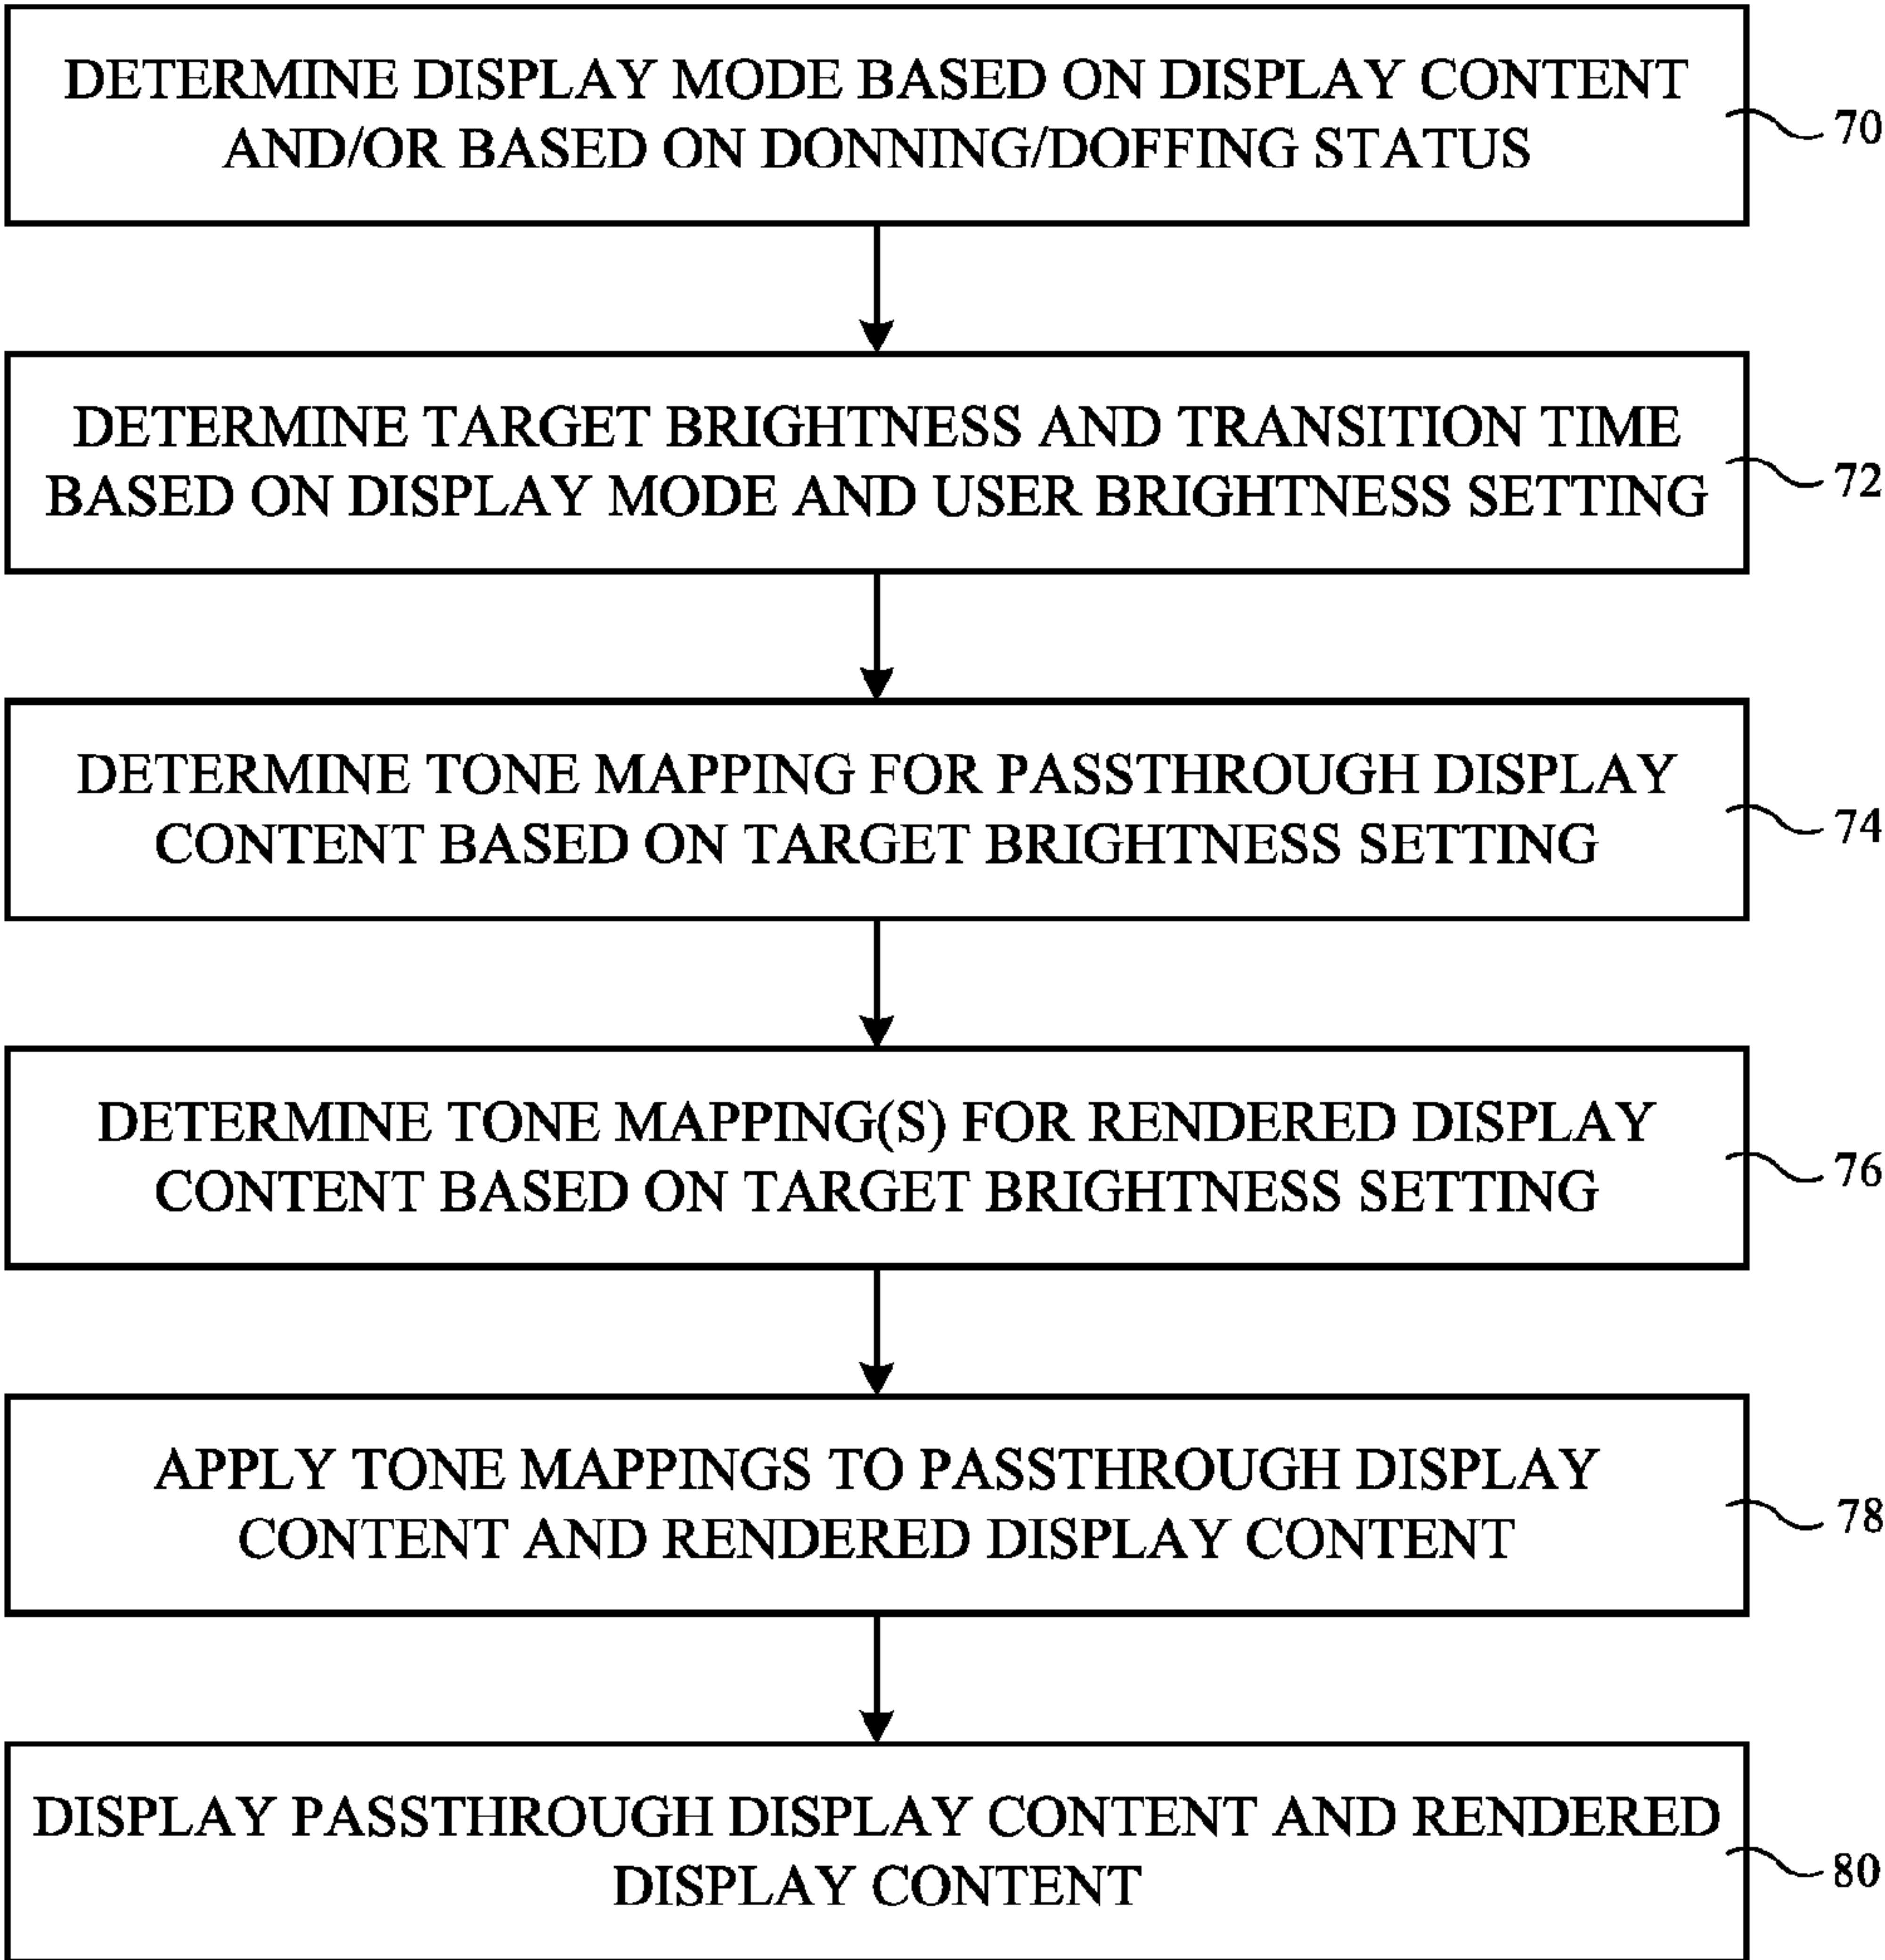 DETERMINE DISPLAY MODE BASED ON DISPLAY CONTENT
AND/OR BASED ON DONNING/DOFFING STATUS
70
DETERMINE TARGET BRIGHTNESS AND TRANSITION TIME
BASED ON DISPLAY MODE AND USER BRIGHTNESS SETTING
72
DETERMINE TONE MAPPING FOR PASSTHROUGH DISPLAY
CONTENT BASED ON TARGET BRIGHTNESS SETTING
74
DETERMINE TONE MAPPING(S) FOR RENDERED DISPLAY
CONTENT BASED ON TARGET BRIGHTNESS SETTING
76
APPLY TONE MAPPINGS TO PASSTHROUGH DISPLAY
CONTENT AND RENDERED DISPLAY CONTENT
78
DISPLAY PASSTHROUGH DISPLAY CONTENT AND RENDERED
DISPLAY CONTENT
80